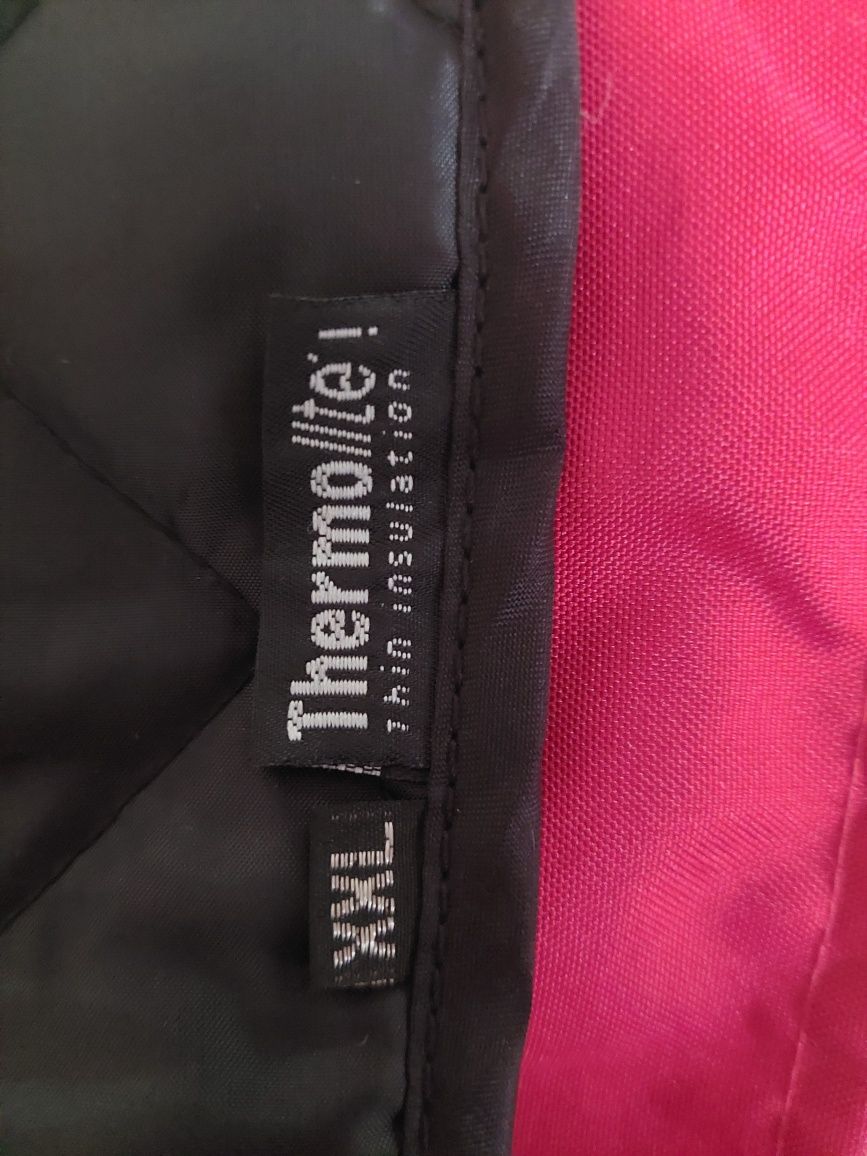 Thermolite
Thin insulation
XXL